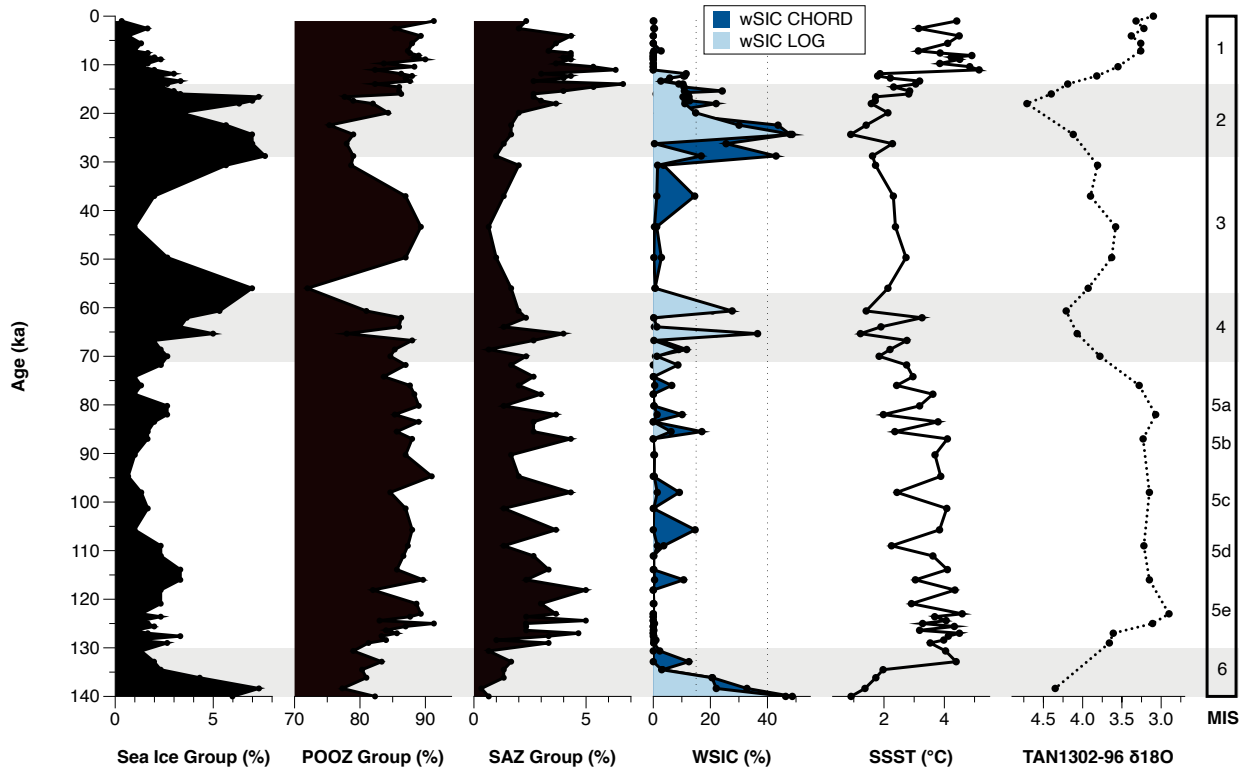 wSIC CHORD
wSIC LOG
Age (ka)
0
10
20
30
40
50
60
70
80
90
100
110
120
130
140
1
2
3
4
5a
5b
5c
5d
5e
6
MIS
0 5
70 80 90
0 5
0 20 40
2 4
4.5 4.0 3.5 3.0
Sea Ice Group (%)
POOZ Group (%)
SAZ Group (%)
WSIC (%)
SSST (°C)
TAN1302-96 δ18O